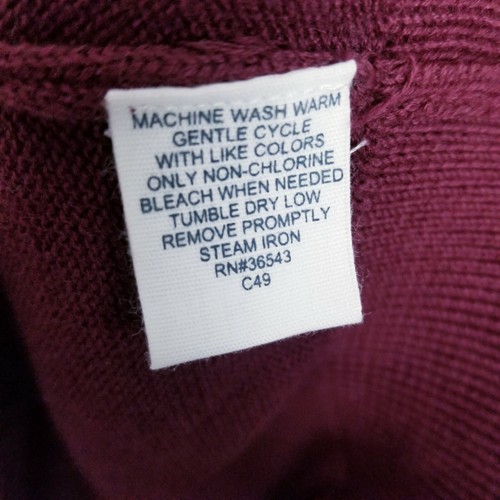 MACHINE WASH WARM
GENTLE CYCLE
WITH LIKE COLORS
ONLY NON-CHLORINE
BLEACH WHEN NEEDED
TUMBLE DRY LOW
REMOVE PROMPTLY
STEAM IRON
RN#36543
C49